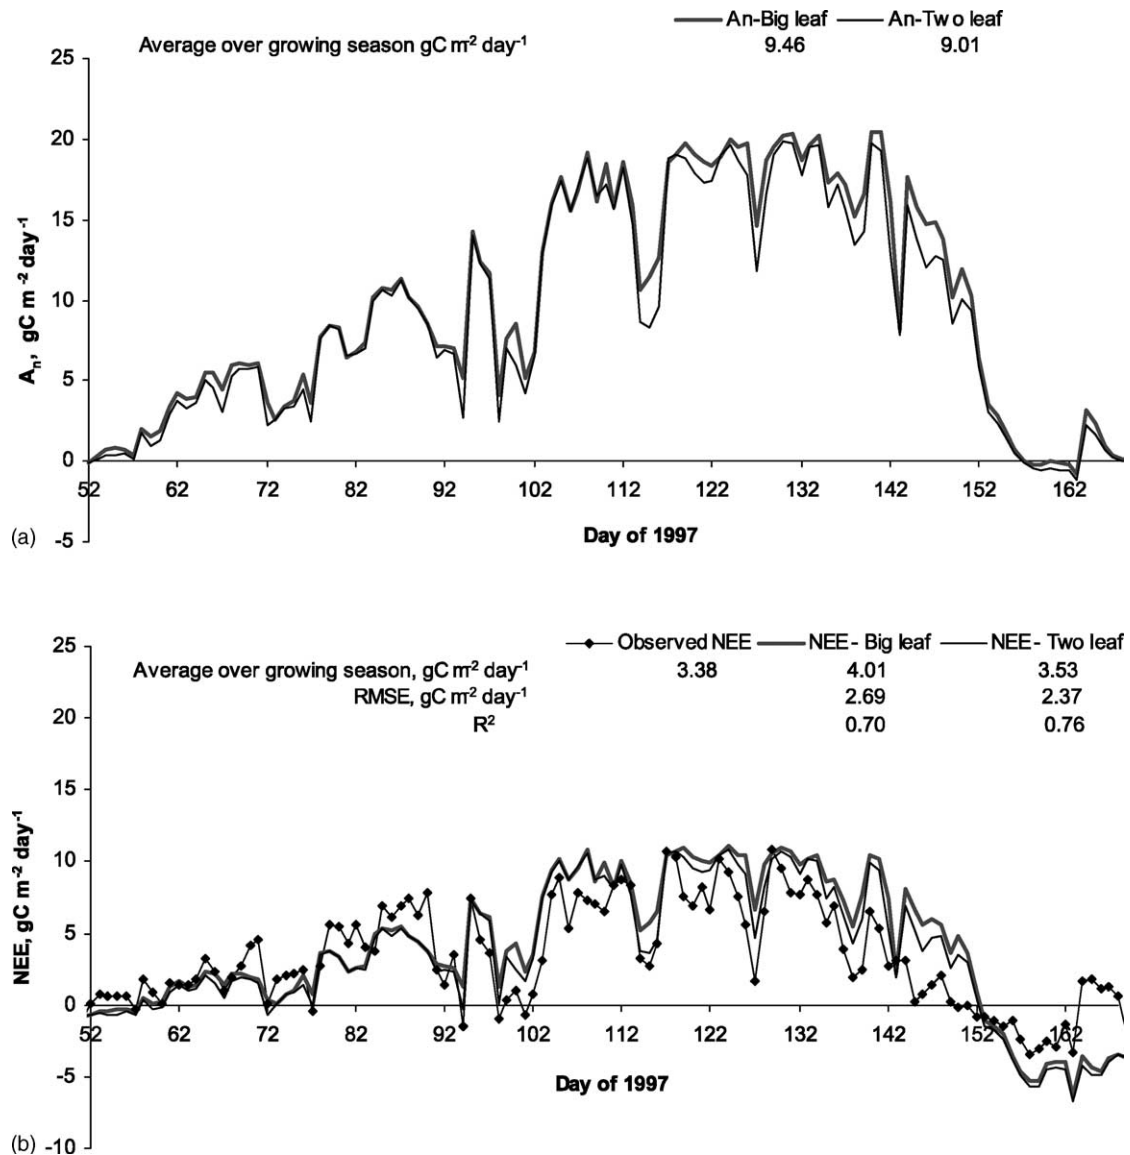 An-Big leaf An-Two leaf
Average over growing season gC m-2 day-1 9.46 9.01
25
20
15
10
5
0
-5
An, gC m-2 day-1
52 62 72 82 92 102 112 122 132 142 152 162
Day of 1997
(a)
Observed NEE NEE- Big leaf NEE- Two leaf
Average over growing season, gC m-2 day-1 3.38 4.01 3.53
RMSE, gC m-2 day-1 2.69 2.37
R2 0.70 0.76
25
20
15
10
5
0
-5
-10
NEE, gC m-2 day-1
52 62 72 82 92 102 112 122 132 142 152 162
Day of 1997
(b)